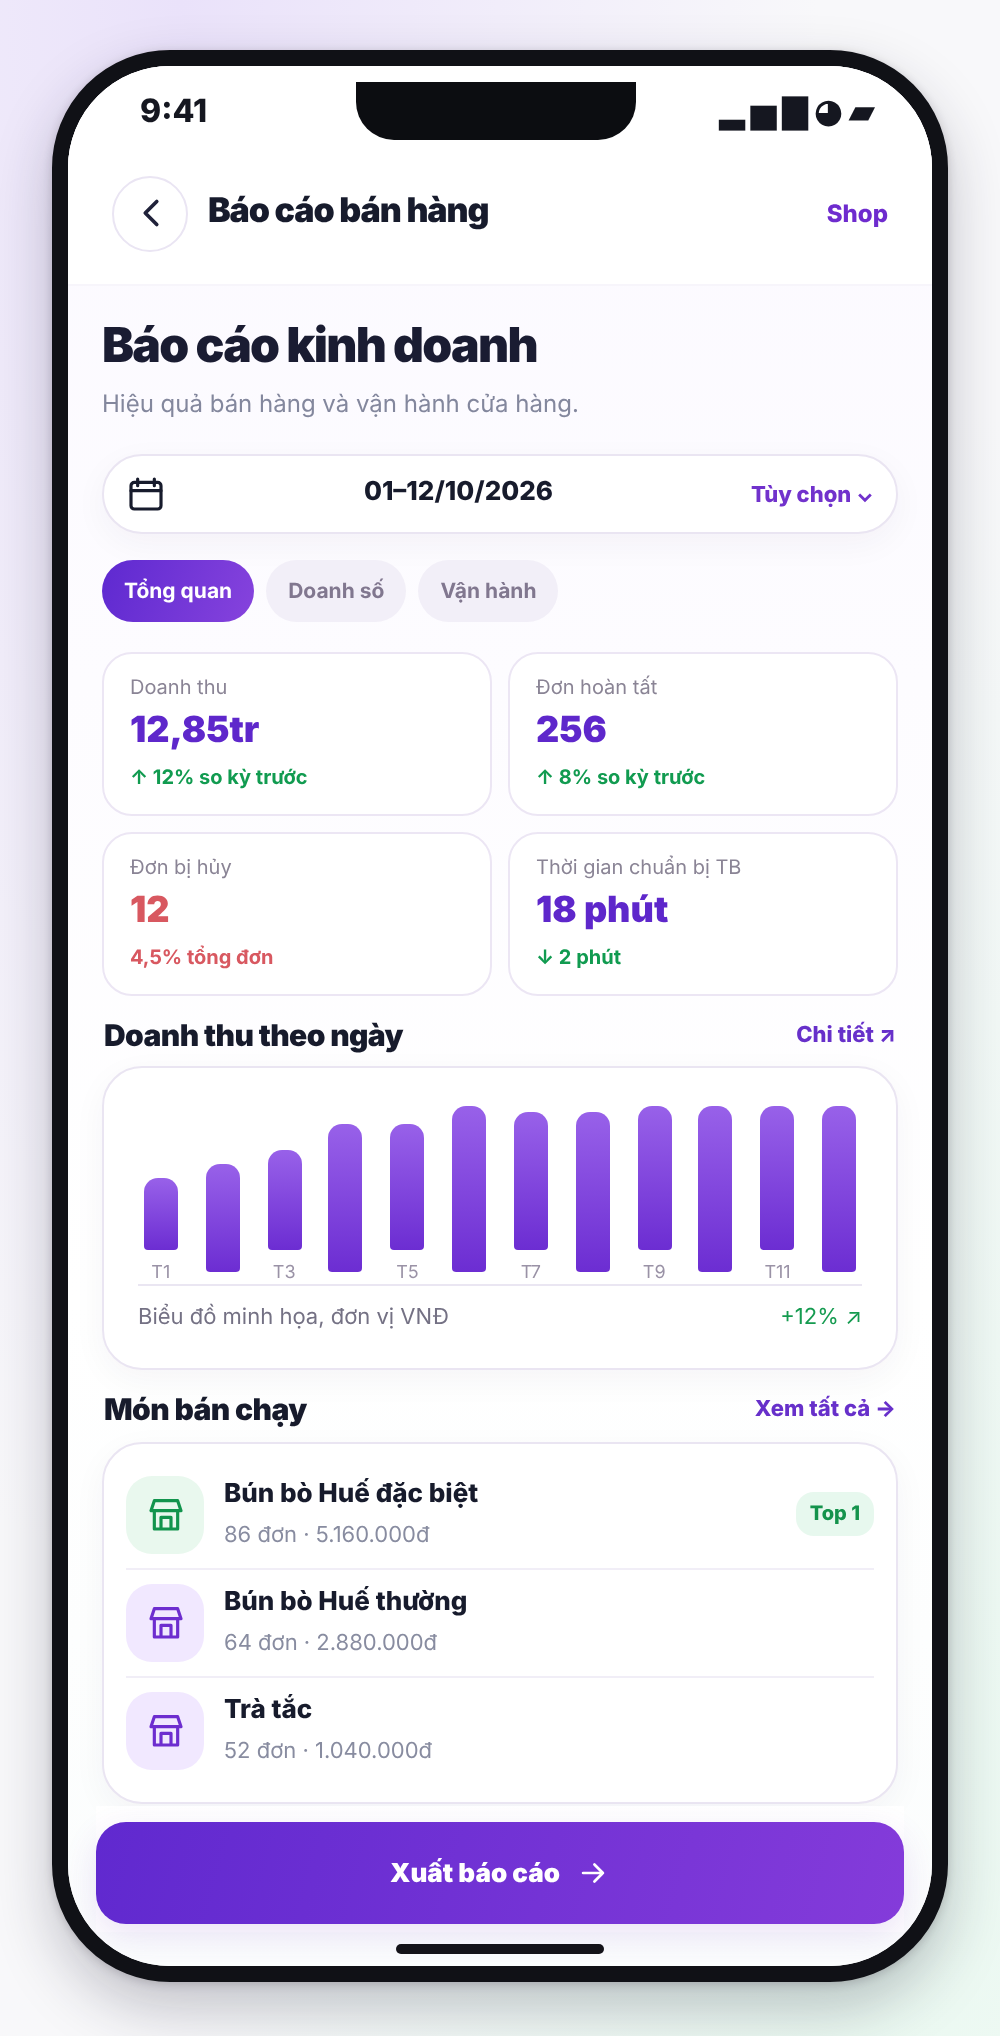 9:41
Báo cáo bán hàng
Shop
Báo cáo kinh doanh
Hiệu quả bán hàng và vận hành cửa hàng.
01–12/10/2026
Tùy chọn
Tổng quan
Doanh số
Vận hành
Doanh thu
12,85tr
↑ 12% so kỳ trước
Đơn hoàn tất
256
↑ 8% so kỳ trước
Đơn bị hủy
12
4,5% tổng đơn
Thời gian chuẩn bị TB
18 phút
↓ 2 phút
Doanh thu theo ngày
Chi tiết ↗
T1 T3 T5 T7 T9 T11
Biểu đồ minh họa, đơn vị VNĐ
+12% ↗
Món bán chạy
Xem tất cả →
Bún bò Huế đặc biệt
86 đơn · 5.160.000đ
Top 1
Bún bò Huế thường
64 đơn · 2.880.000đ
Trà tắc
52 đơn · 1.040.000đ
Xuất báo cáo →